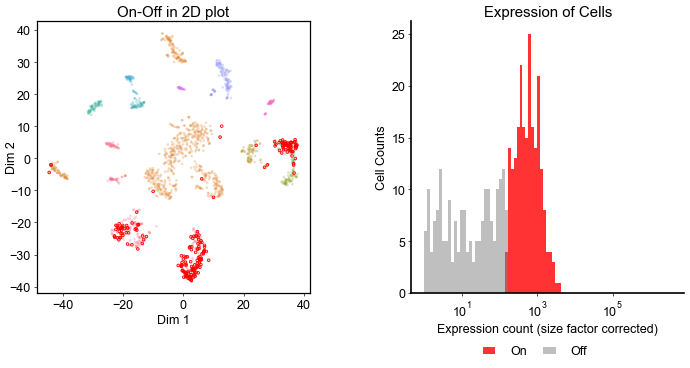 On-Off in 2D plot
40
30
20
10
0
−10
−20
−30
−40
Dim 2
−40 −20 0 20 40
Dim 1
Expression of Cells
25
20
15
10
5
0
Cell Counts
10^1 10^3 10^5
Expression count (size factor corrected)
On Off